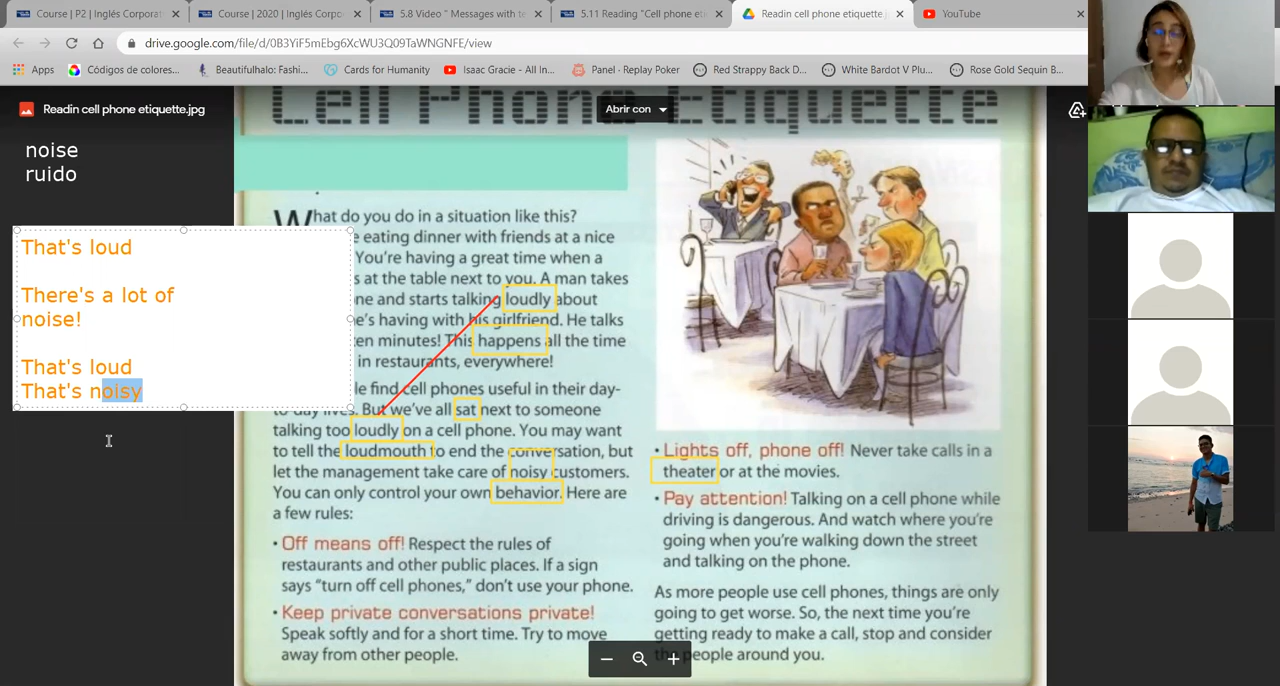 Course | P2 | Inglés Corporat
Course | 2020 | Inglés Corpo
5.8 Video " Messages with te
5.11 Reading "Cell phone eti
Readin cell phone etiquette.j
YouTube
drive.google.com/file/d/0B3YiF5mEbg6XcWU3Q09TaWNGNFE/view
Apps
Códigos de colores...
Beautifulhalo: Fashi...
Cards for Humanity
Isaac Gracie - All In...
Panel · Replay Poker
Red Strappy Back D...
White Bardot V Plu...
Rose Gold Sequin B...
Readin cell phone etiquette.jpg
Abrir con
noise
ruido
That's loud
There's a lot of
noise!
That's loud
That's noisy
Cell Phone Etiquette
What do you do in a situation like this?
e eating dinner with friends at a nice
You're having a great time when a
s at the table next to you. A man takes
ne and starts talking loudly about
e's having with his girlfriend. He talks
ten minutes! This happens all the time
in restaurants, everywhere!
le find cell phones useful in their day-
to-day lives. But we've all sat next to someone
talking too loudly on a cell phone. You may want
to tell the loudmouth to end the conversation, but
let the management take care of noisy customers.
You can only control your own behavior. Here are
a few rules:
• Off means off! Respect the rules of
restaurants and other public places. If a sign
says "turn off cell phones," don't use your phone.
• Keep private conversations private!
Speak softly and for a short time. Try to move
away from other people.
• Lights off, phone off! Never take calls in a
theater or at the movies.
• Pay attention! Talking on a cell phone while
driving is dangerous. And watch where you're
going when you're walking down the street
and talking on the phone.
As more people use cell phones, things are only
going to get worse. So, the next time you're
getting ready to make a call, stop and consider
the people around you.